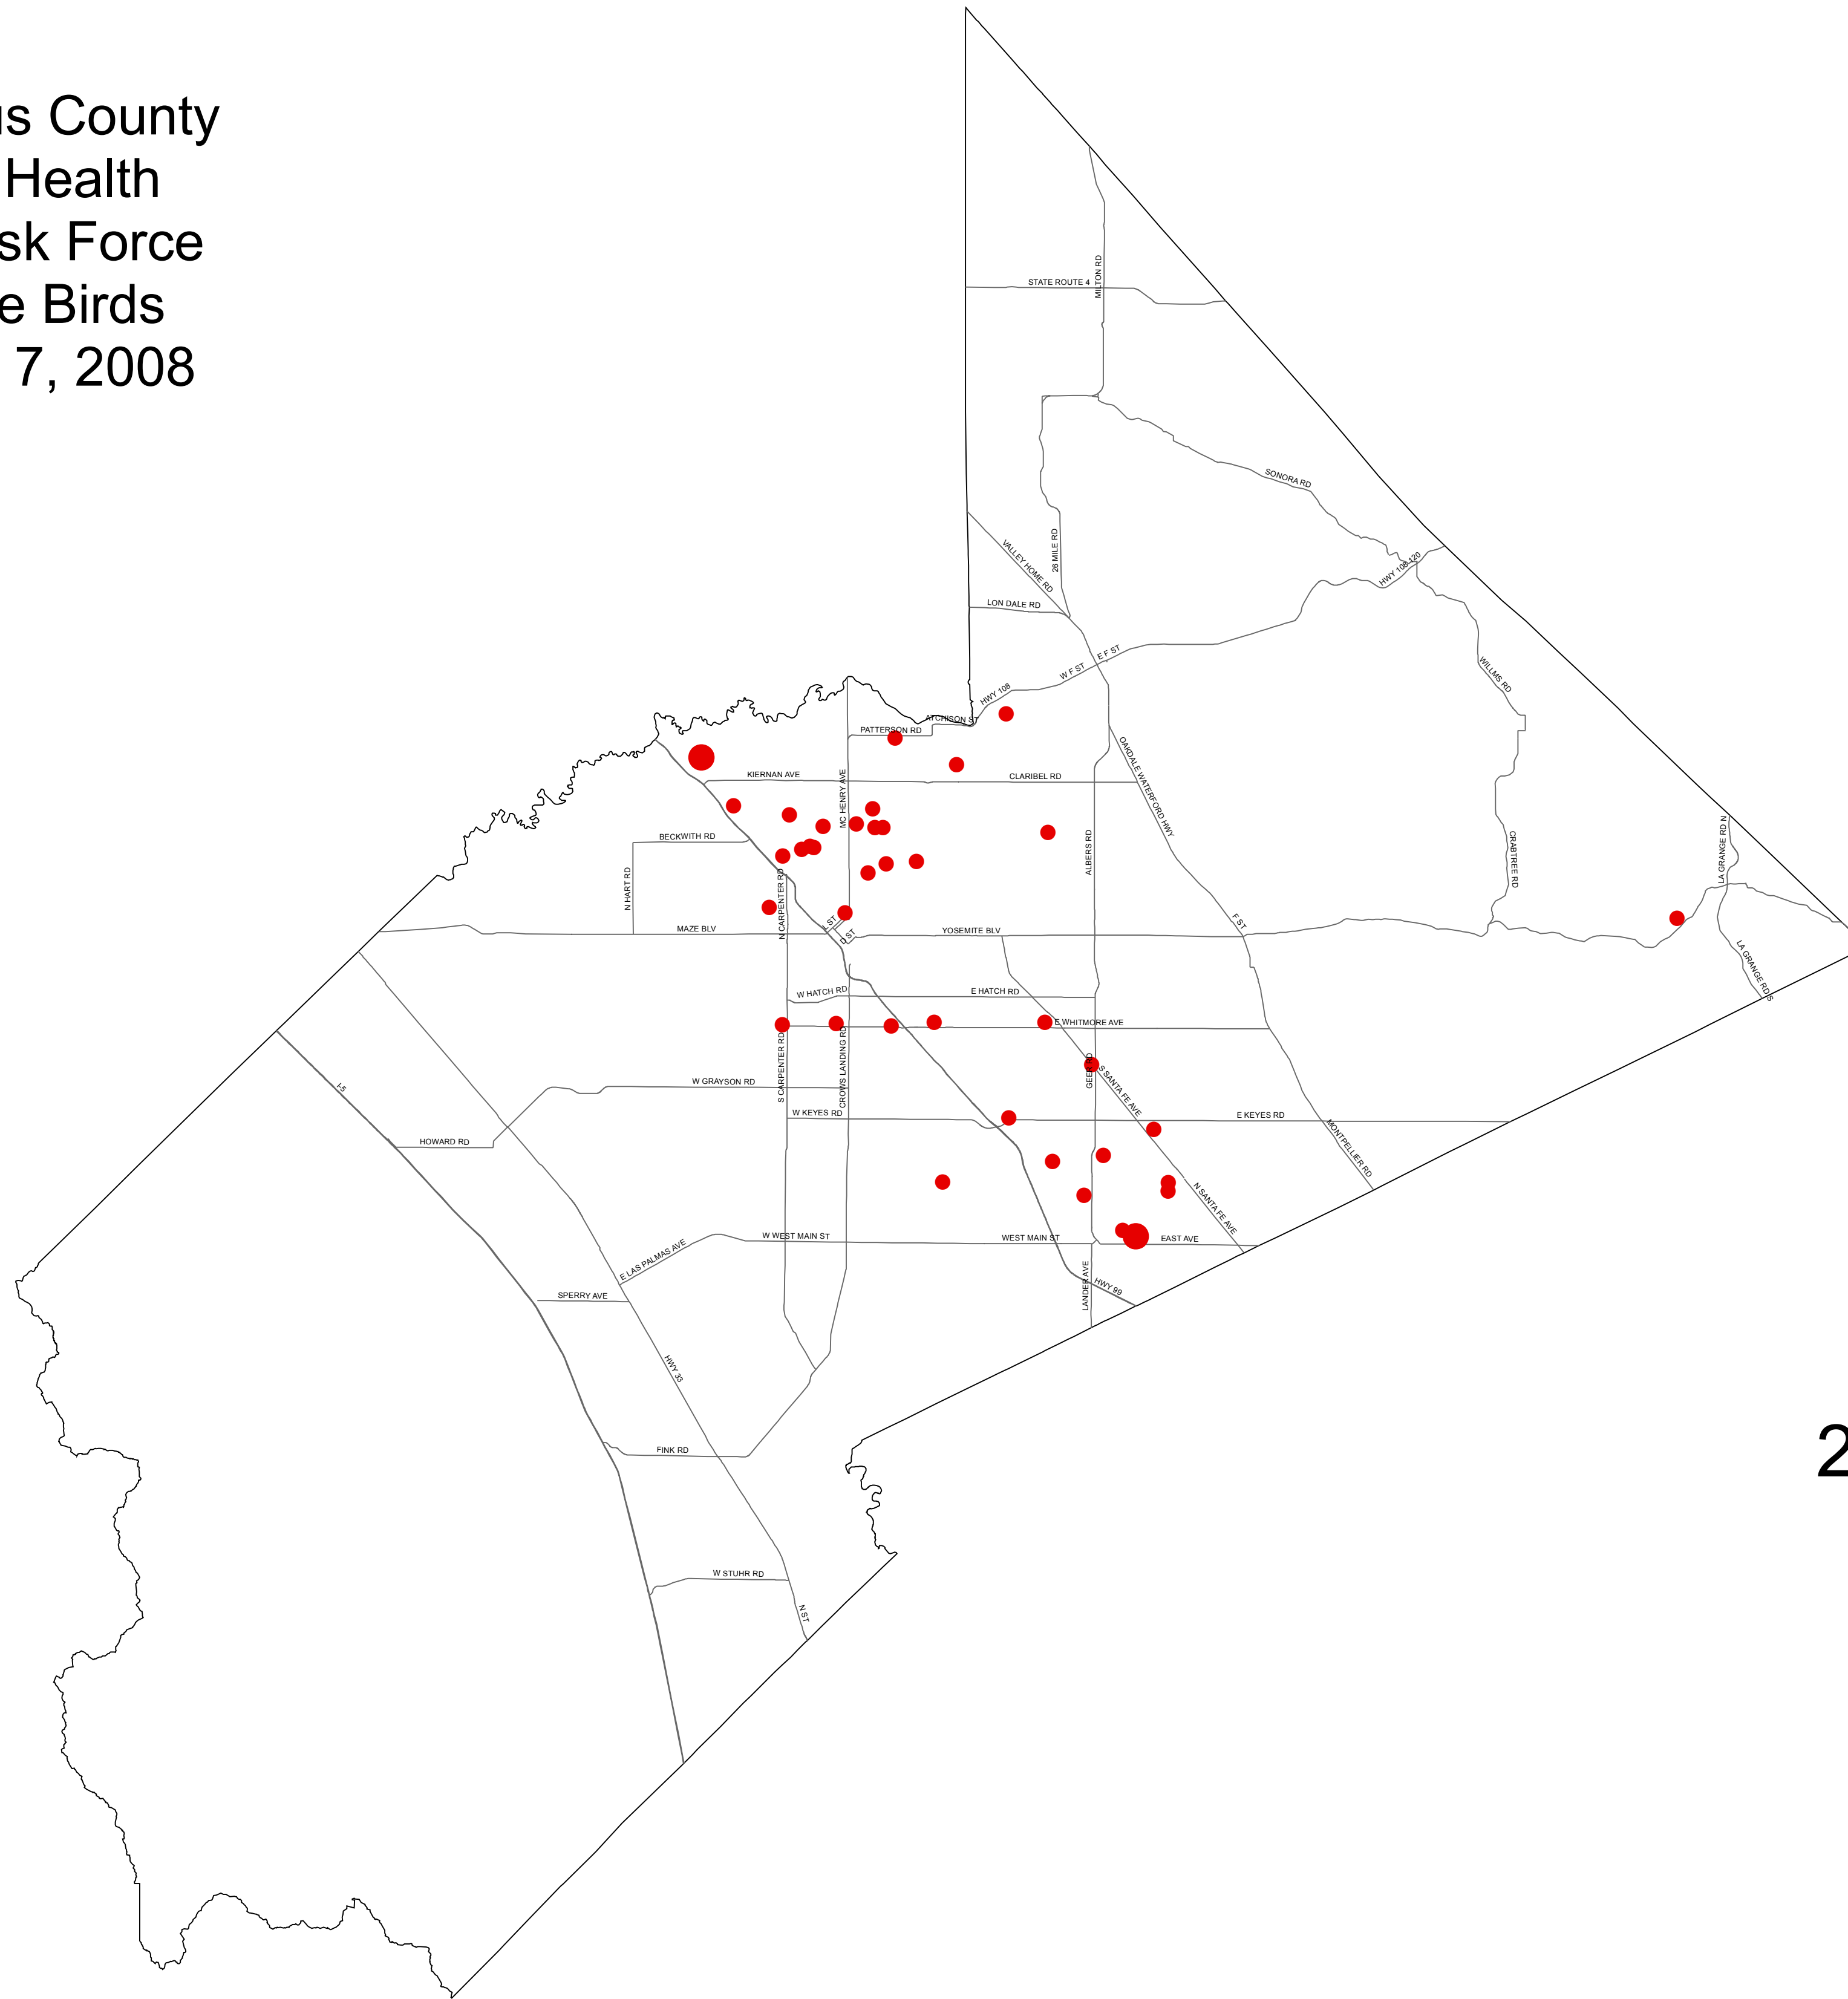 us County
Health
sk Force
e Birds
7, 2008
STATE ROUTE 4
MILTON RD
SONORA RD
26 MILE RD
VALLEY HOME RD
HWY 108-120
LON DALE RD
E F ST
W F ST
WILLMS RD
HWY 108
ATCHISON ST
PATTERSON RD
OAKDALE WATERFORD HWY
KIERNAN AVE
CLARIBEL RD
MC HENRY AVE
BECKWITH RD
ALBERS RD
CRABTREE RD
LA GRANGE RD N
N HART RD
N CARPENTER RD
L ST
D ST
F ST
MAZE BLV
YOSEMITE BLV
LA GRANGE RD S
W HATCH RD
E HATCH RD
E WHITMORE AVE
S CARPENTER RD
CROWS LANDING RD
GEER RD
S SANTA FE AVE
I-5
W GRAYSON RD
W KEYES RD
E KEYES RD
HOWARD RD
MONTPELLIER RD
N SANTA FE AVE
W WEST MAIN ST
WEST MAIN ST
EAST AVE
E LAS PALMAS AVE
LANDER AVE
HWY 99
SPERRY AVE
HWY 33
2
FINK RD
W STUHR RD
N ST